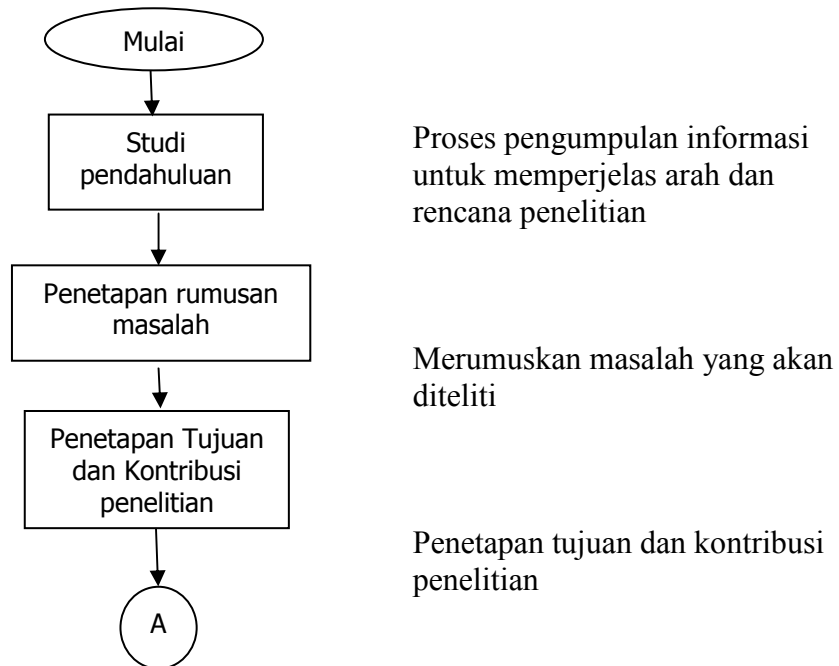 Mulai
Studi
pendahuluan
Proses pengumpulan informasi
untuk memperjelas arah dan
rencana penelitian
Penetapan rumusan
masalah
Merumuskan masalah yang akan
diteliti
Penetapan Tujuan
dan Kontribusi
penelitian
Penetapan tujuan dan kontribusi
penelitian
A